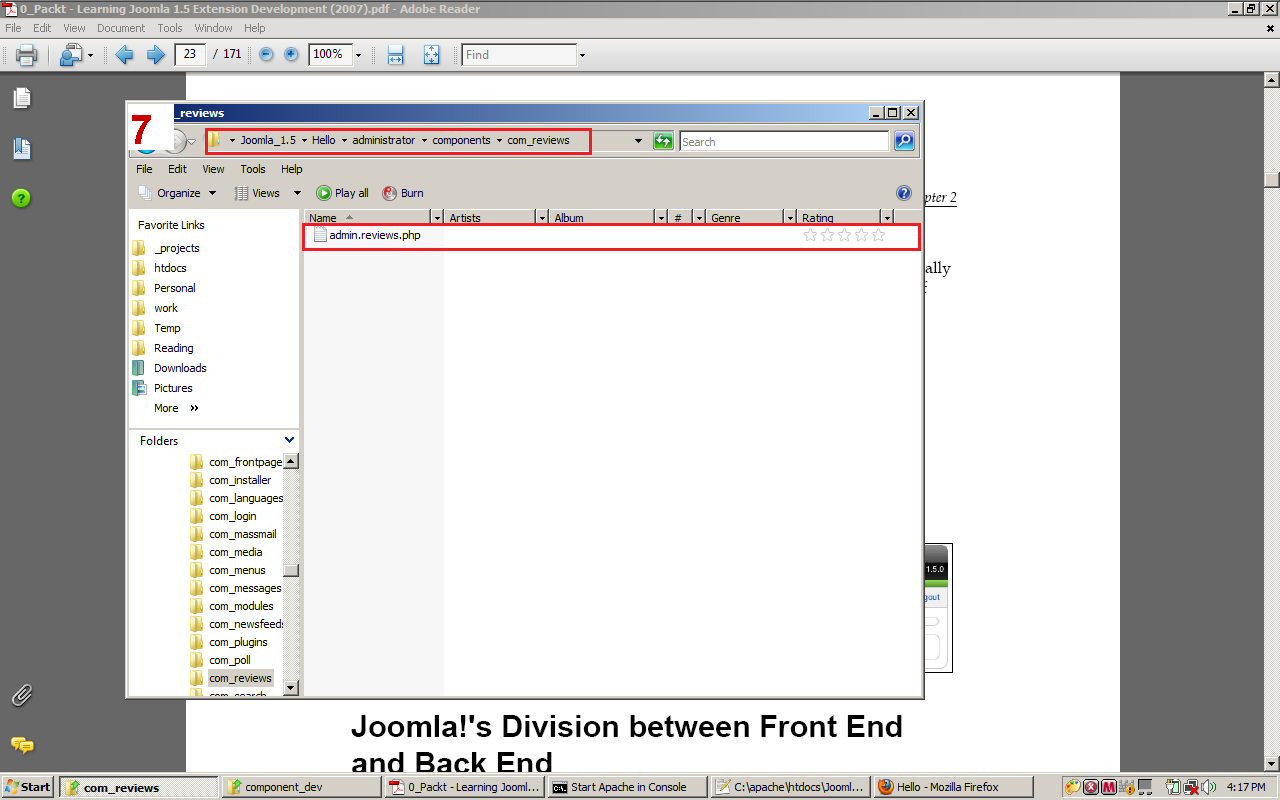 0_Packt - Learning Joomla 1.5 Extension Development (2007).pdf - Adobe Reader
File Edit View Document Tools Window Help
23 / 171 100% Find
pter 2
ally
7
_reviews
Joomla_1.5 Hello administrator components com_reviews Search
File Edit View Tools Help
Organize Views Play all Burn
Favorite Links
_projects
htdocs
Personal
work
Temp
Reading
Downloads
Pictures
More »
Name Artists Album # Genre Rating
admin.reviews.php
Folders
com_frontpage
com_installer
com_languages
com_login
com_massmail
com_media
com_menus
com_messages
com_modules
com_newsfeeds
com_plugins
com_poll
com_reviews
com_search
1.5.0
gout
Joomla!'s Division between Front End
and Back End
Start com_reviews component_dev 0_Packt - Learning Jooml... Start Apache in Console C:\apache\htdocs\Jooml... Hello - Mozilla Firefox 4:17 PM